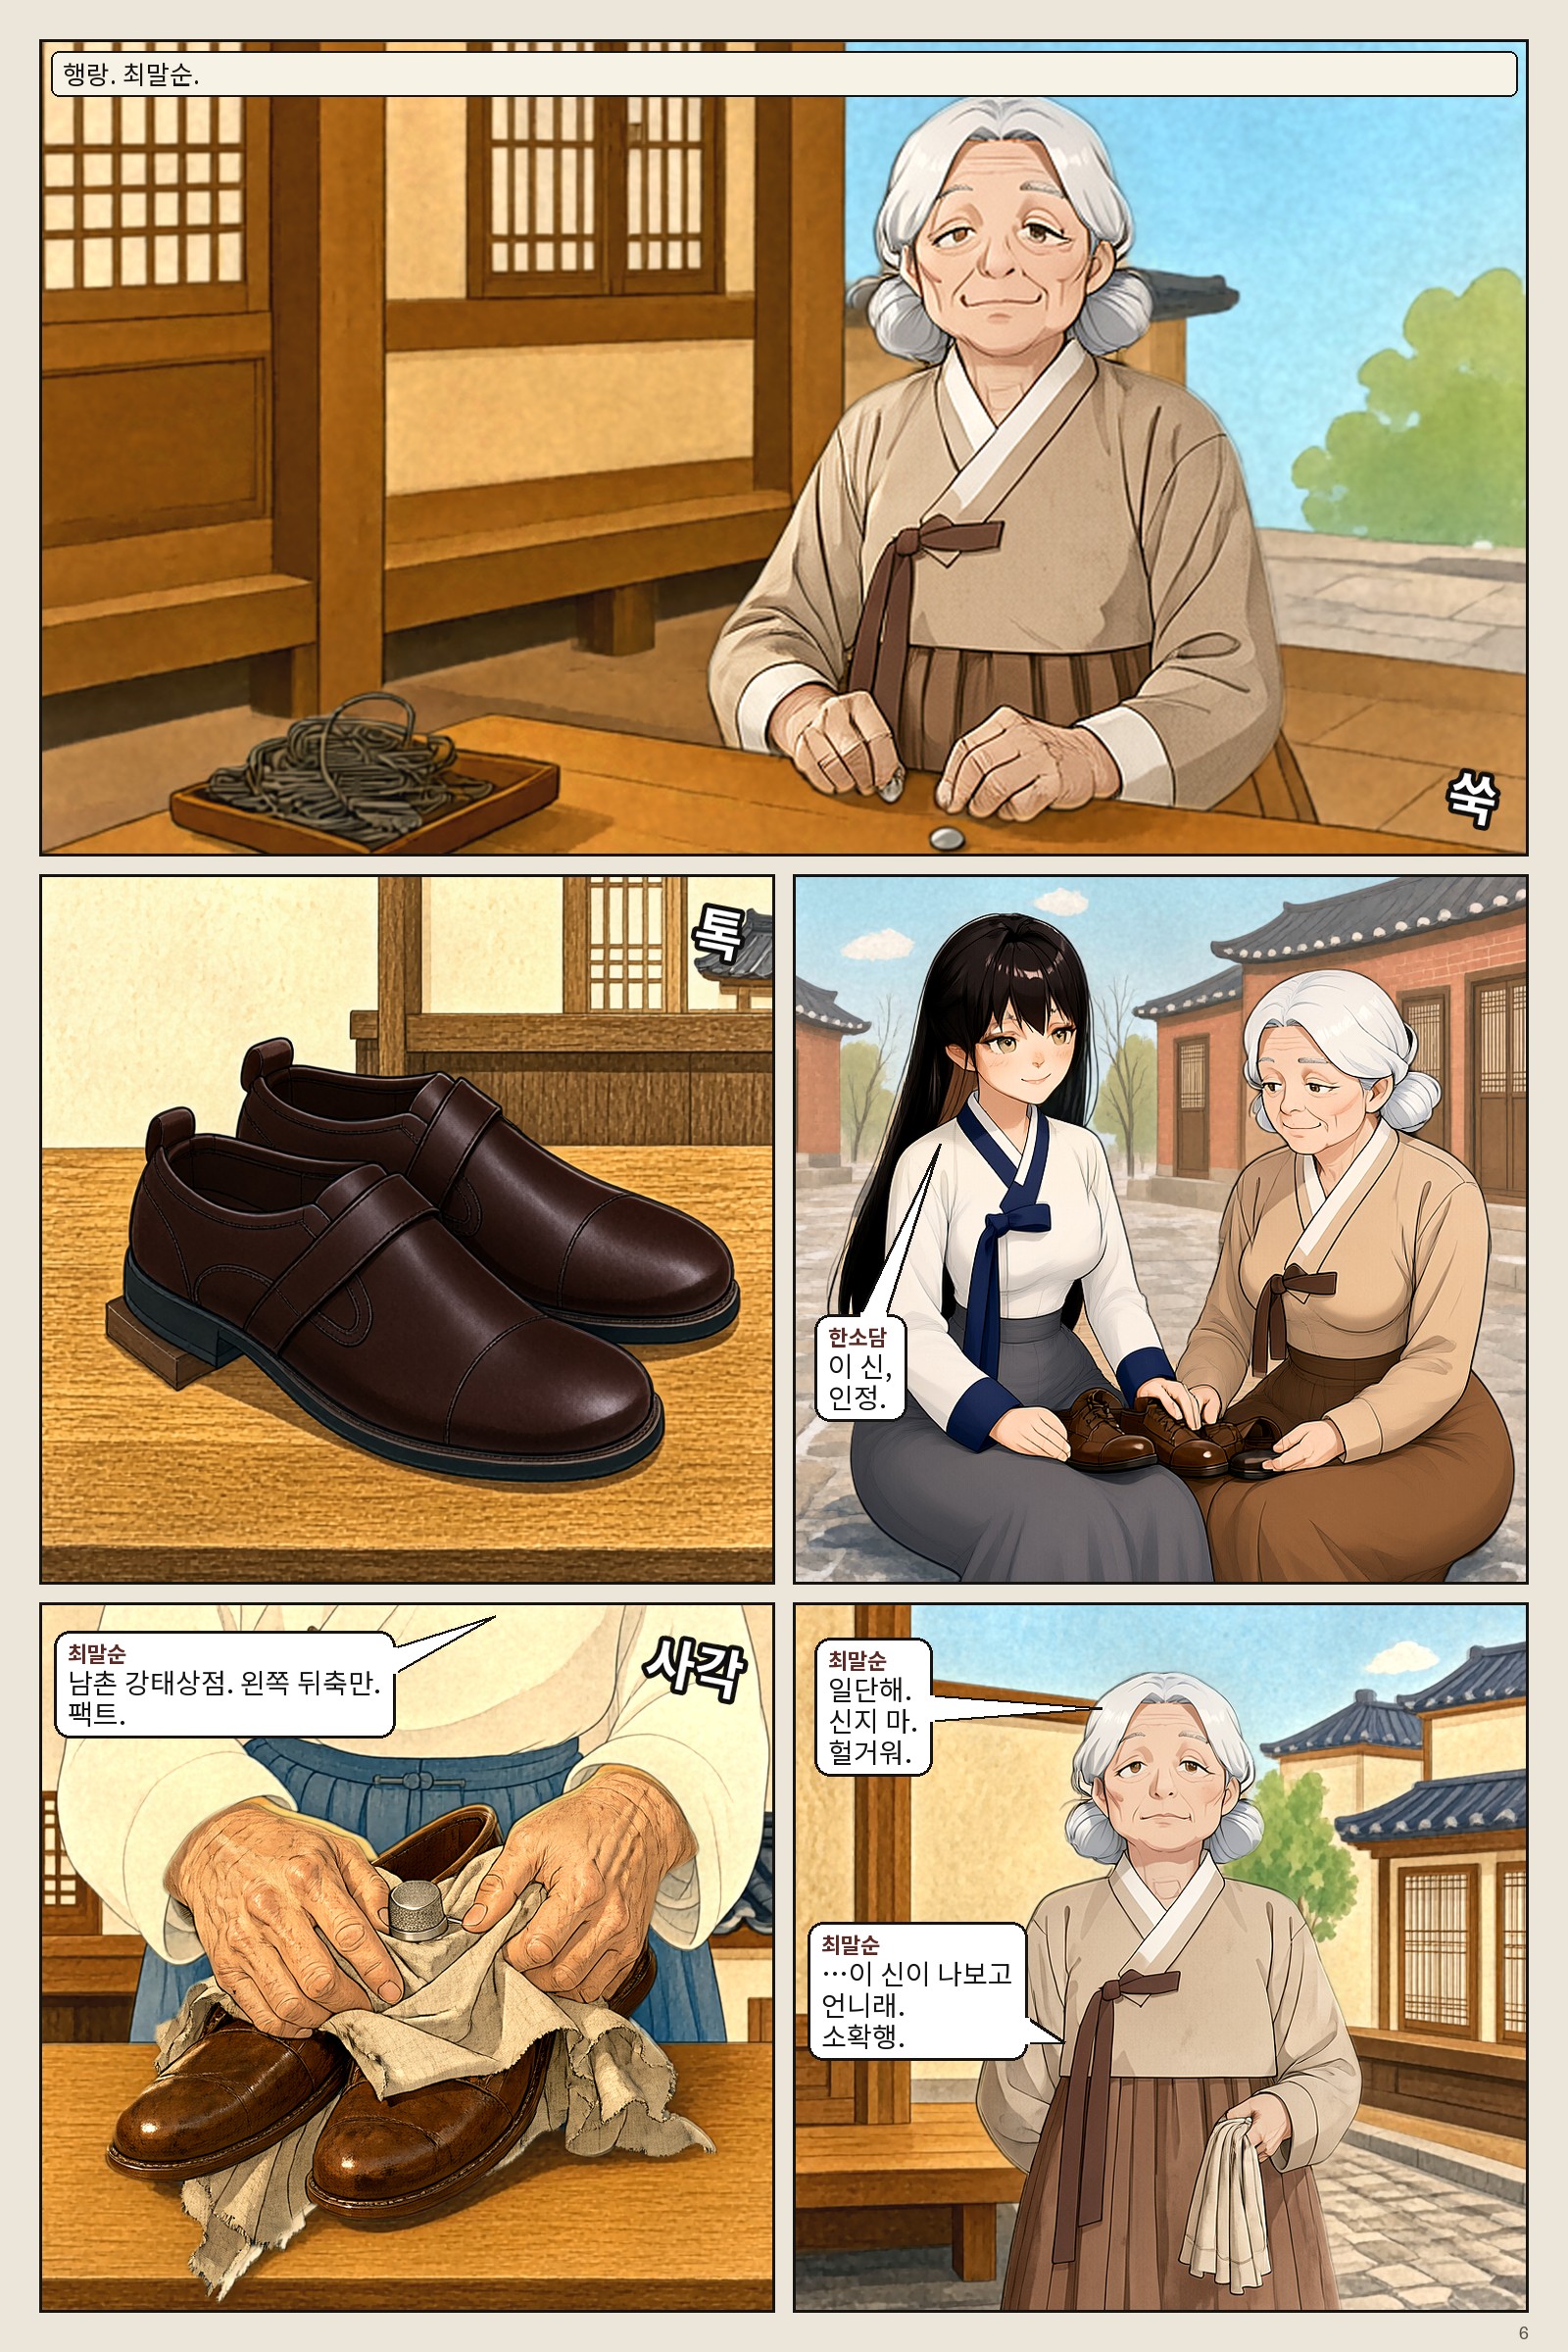 행랑. 최말순.
쑥
톡
한소담
이 신,
인정.
최말순
남촌 강태상점. 왼쪽 뒤축만.
팩트.
사각
최말순
일단해.
신지 마.
헐거워.
최말순
…이 신이 나보고
언니래.
소확행.
6